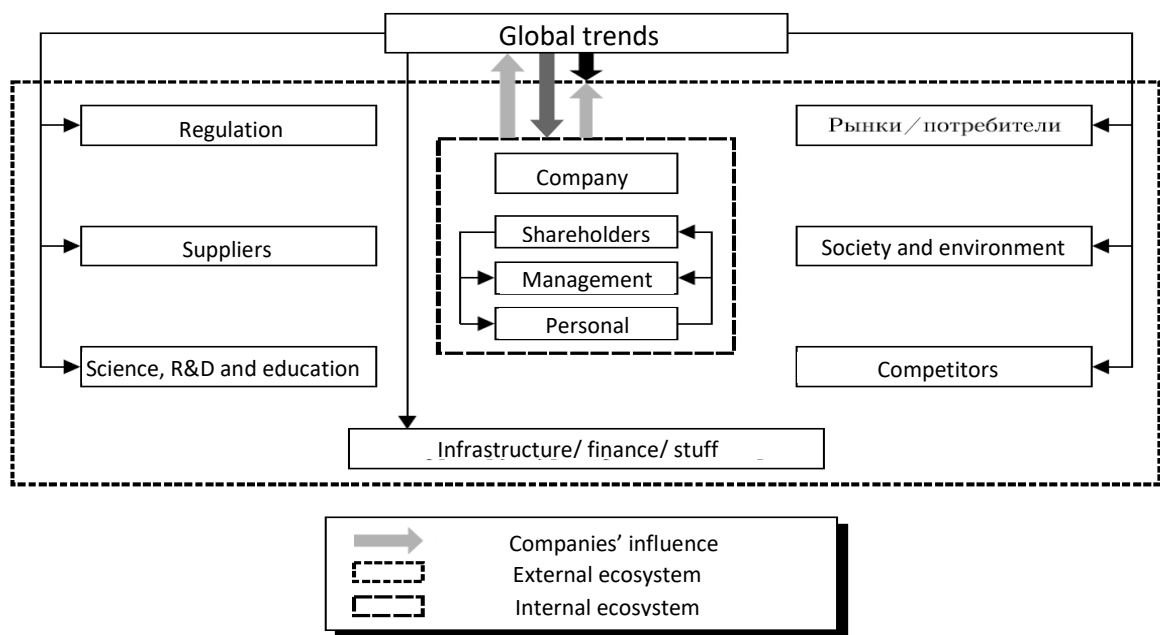 Global trends
Regulation
Suppliers
Science, R&D and education
Company
Shareholders
Management
Personal
Рынки/потребители
Society and environment
Competitors
Infrastructure/ finance/ stuff
Companies’ influence
External ecosystem
Internal ecosystem